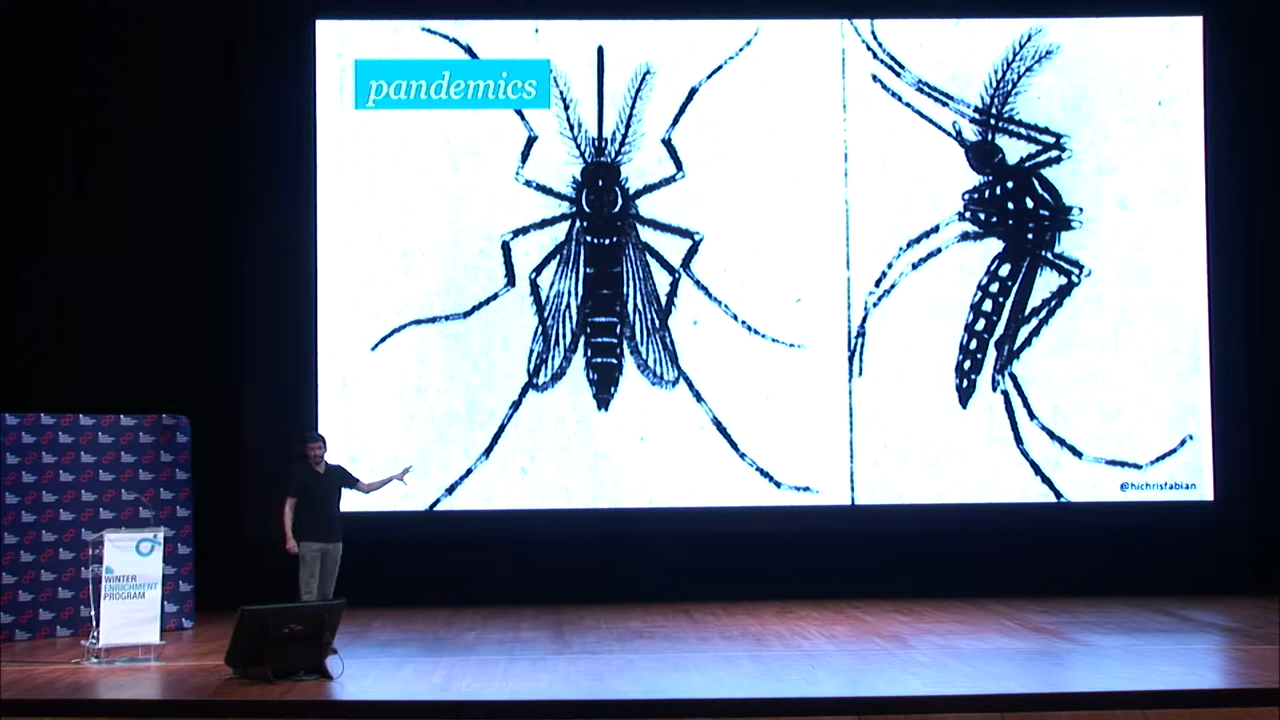 pandemics
@hichrisfabian
WINTER
ENRICHMENT
PROGRAM